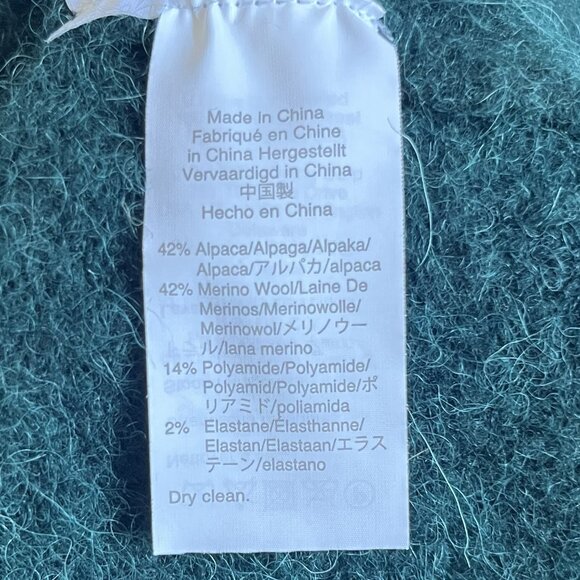 Made in China
Fabriqué en Chine
in China Hergestellt
Vervaardigd in China
中国製
Hecho en China
42% Alpaca/Alpaga/Alpaka/
Alpaca/アルパカ/alpaca
42% Merino Wool/Laine De
Merinos/Merinowolle/
Merinowol/メリノウー
ル/lana merino
14% Polyamide/Polyamide/
Polyamid/Polyamide/ポ
リアミド/poliamida
2% Elastane/Élasthanne/
Elastan/Elastaan/エラス
テーン/elastano
Dry clean.